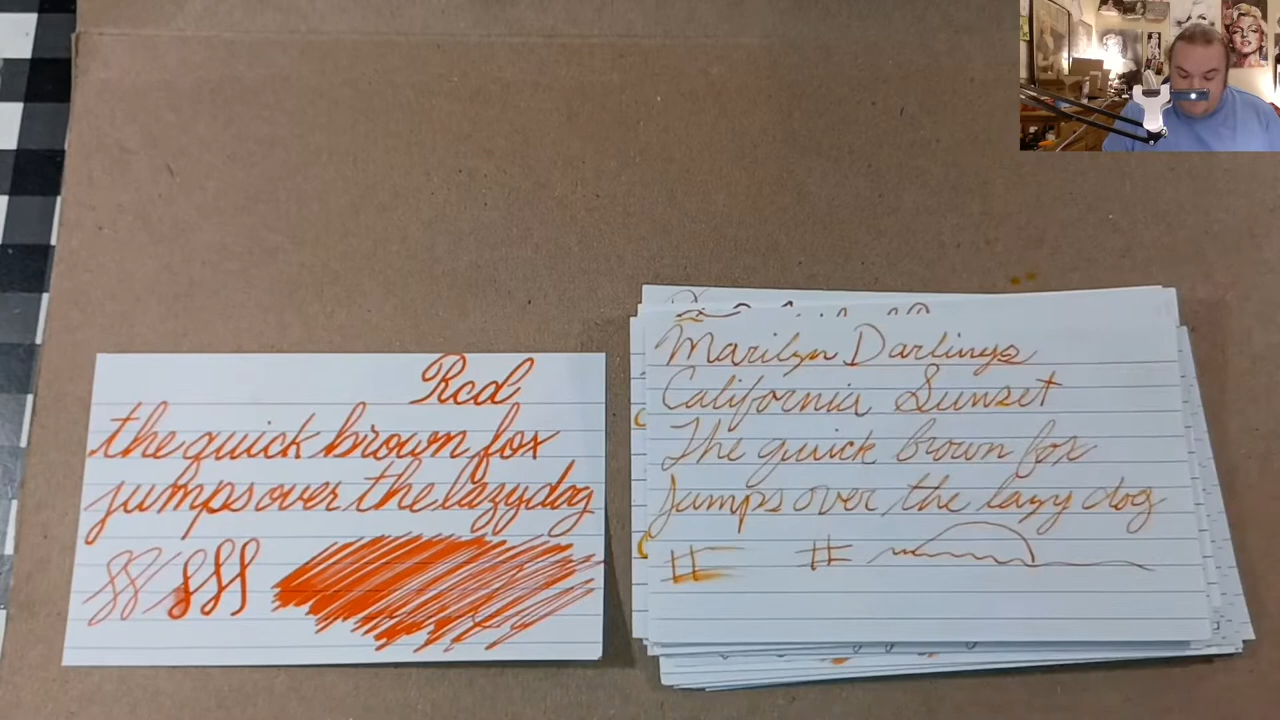 Red
the quick brown fox
jumps over the lazy dog
Marilyn Darlings
California Sunset
The quick brown fox
Jumps over the lazy dog